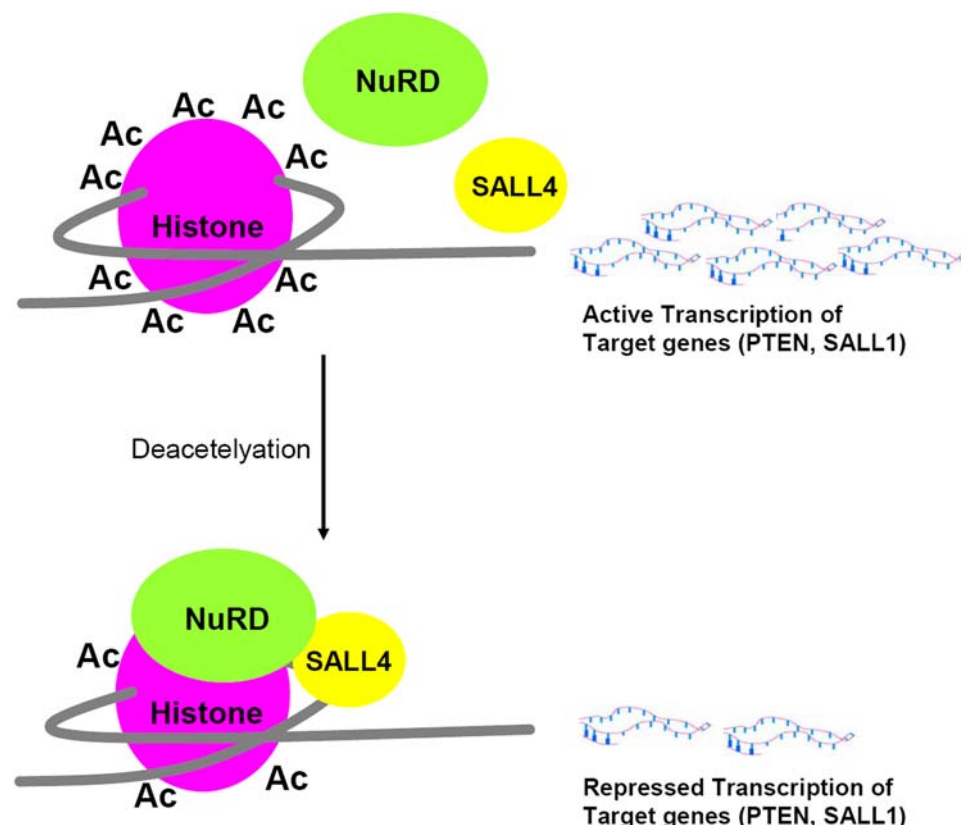 NuRD
Ac
Ac
Ac
Ac
Ac
SALL4
Histone
Ac
Ac
Ac
Ac
Active Transcription of
Target genes (PTEN, SALL1)
Deacetelyation
NuRD
Ac
SALL4
Histone
Ac
Ac
Repressed Transcription of
Target genes (PTEN, SALL1)